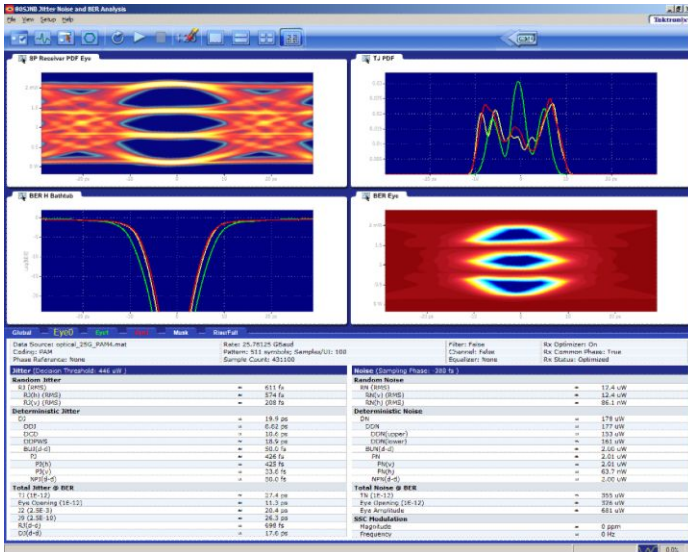 80SJNB Jitter Noise and BER Analysis
File View Setup Help
Tektronix
BP Receiver PDF Eye
TJ PDF
BER H Bathtub
BER Eye
Global Eye0 Eye1 Mask Rise/Fall
Data Source: optical_25G_PAM4.mat
Coding: PAM
Phase Reference: None
Rate: 25.78125 GBaud
Pattern: 511 symbols; Samples/UI: 100
Sample Count: 431100
Filter: False
Channel: False
Equalizer: None
Rx Optimizer: On
Rx Common Phase: True
Rx Status: Optimized
Jitter (Decision Threshold: 446 uW )
Random Jitter
RJ (RMS) = 611 fs
RJ(h) (RMS) = 574 fs
RJ(v) (RMS) = 208 fs
Deterministic Jitter
DJ = 19.9 ps
DDJ
DCD = 10.6 ps
DDPWS = 18.9 ps
BUJ(d-d) = 50.0 fs
PJ = 426 fs
PJ(h) = 425 fs
PJ(v) = 33.6 fs
NPJ(d-d) = 50.0 fs
Total Jitter @ BER
TJ (1E-12) = 27.4 ps
Eye Opening (1E-12) = 11.3 ps
J2 (2.5E-3) = 20.4 ps
J9 (2.5E-10) = 26.3 ps
RJ(d-d) = 698 fs
DJ(d-d) = 17.6 ps
Noise (Sampling Phase: -300 fs )
Random Noise
RN (RMS) = 12.4 uW
RN(v) (RMS) = 12.4 uW
RN(h) (RMS) = 86.1 nW
Deterministic Noise
DN = 178 uW
DDN = 177 uW
DDN(upper) = 153 uW
DDN(lower) = 161 uW
BUN(d-d) = 2.00 uW
PN = 2.01 uW
PN(v) = 2.01 uW
PN(h) = 63.7 nW
NPN(d-d) = 2.00 uW
Total Noise @ BER
TN (1E-12) = 355 uW
Eye Opening (1E-12) = 326 uW
Eye Amplitude = 681 uW
SSC Modulation
Magnitude = 0 ppm
Frequency = 0 Hz